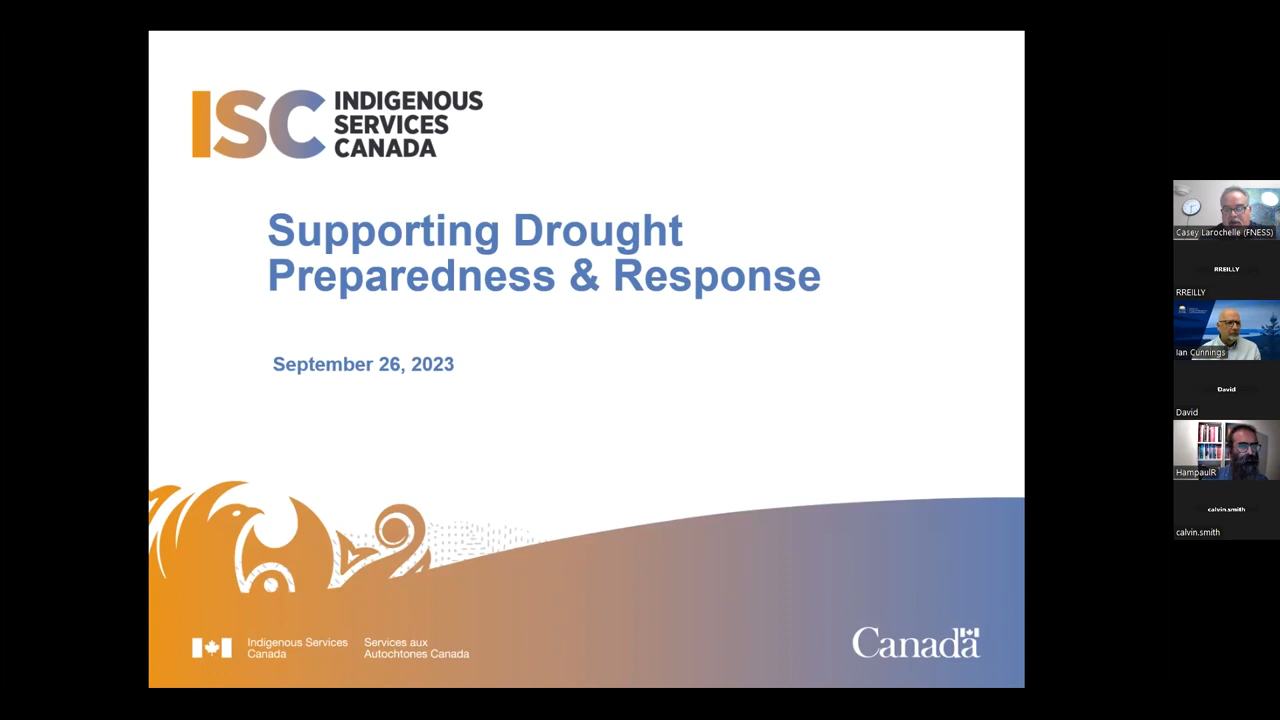 ISC
INDIGENOUS
SERVICES
CANADA
Supporting Drought
Preparedness & Response
September 26, 2023
Indigenous Services
Canada
Services aux
Autochtones Canada
Canada
Casey Larochelle (FNESS)
RREILLY
RREILLY
Ian Cunnings
David
David
HampaulR
calvin.smith
calvin.smith